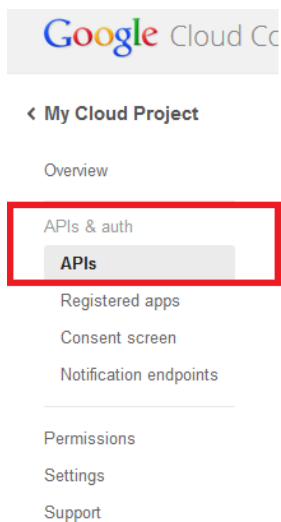 Google Cloud Co
< My Cloud Project
Overview
APIs & auth
APIs
Registered apps
Consent screen
Notification endpoints
Permissions
Settings
Support